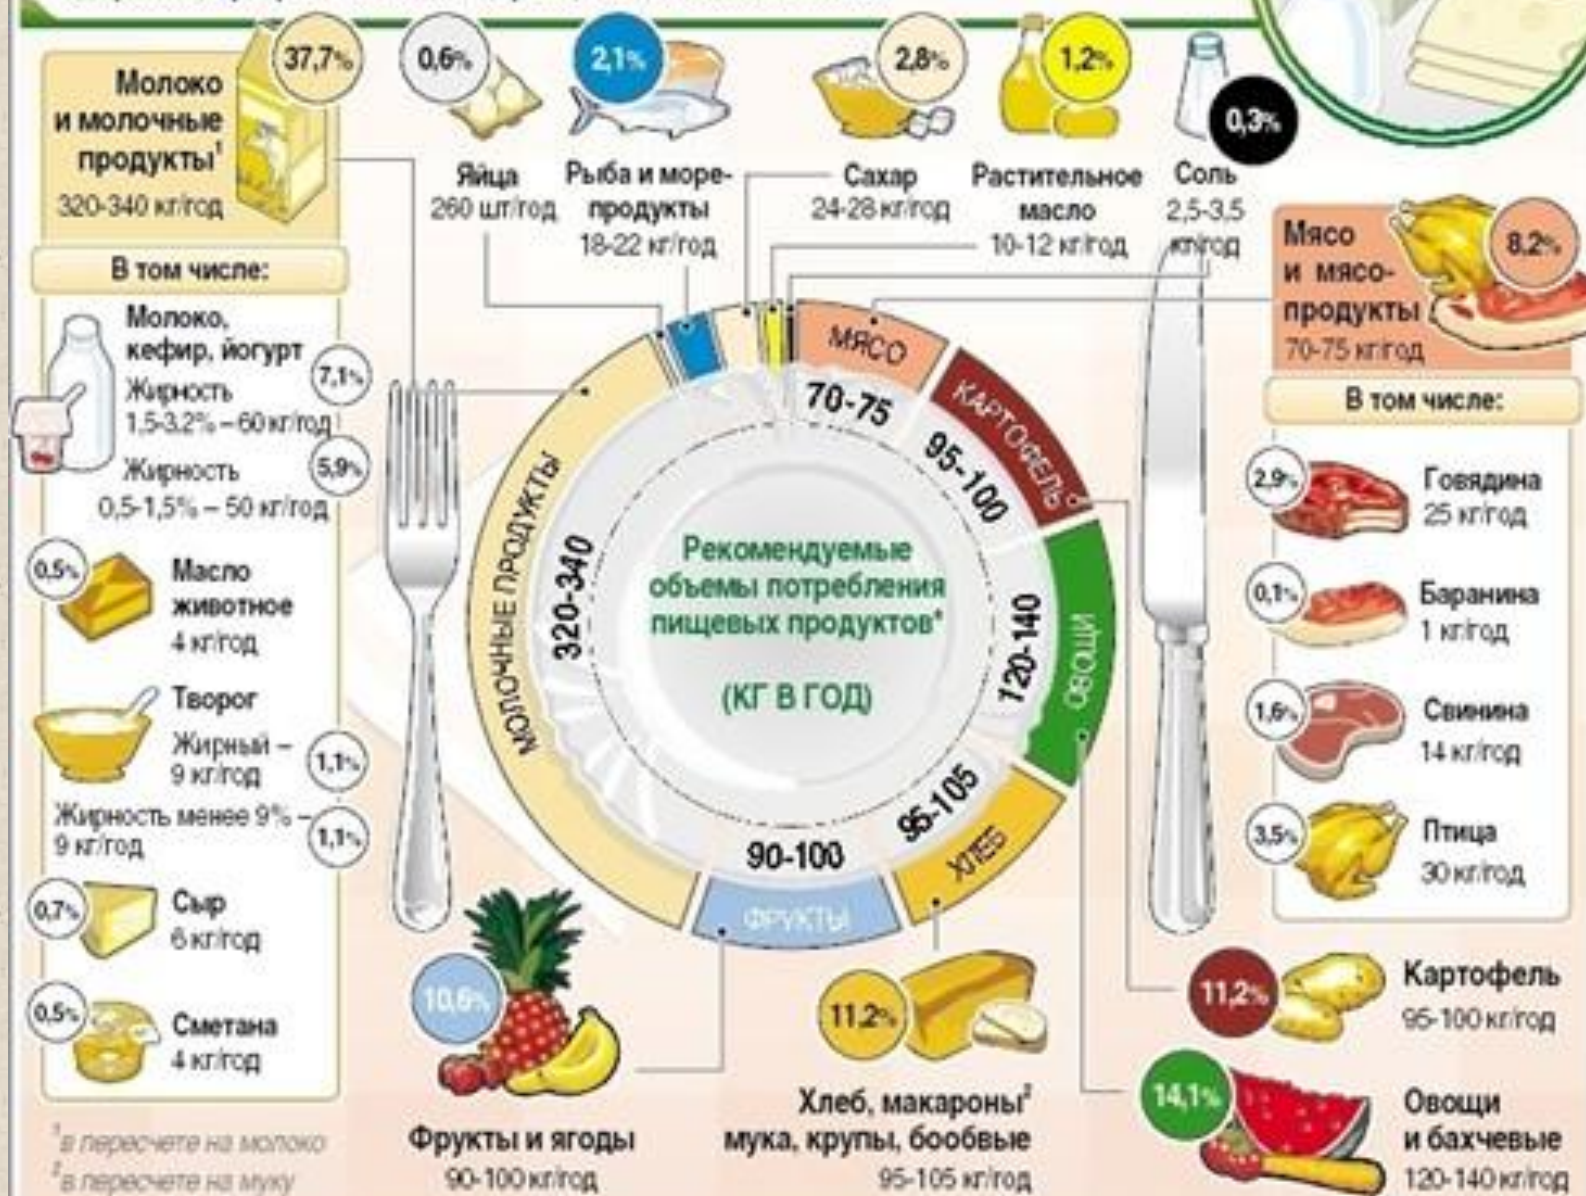 Молоко
и молочные
продукты¹
320-340 кг/год
37,7%
0,6%
Яйца
260 шт/год
2,1%
Рыба и море-
продукты
18-22 кг/год
2,8%
Сахар
24-28 кг/год
1,2%
Растительное
масло
10-12 кг/год
0,3%
Соль
2,5-3,5
кг/год
Мясо
и мясо-
продукты
70-75 кг/год
8,2%
В том числе:
Молоко,
кефир, йогурт
Жирность
1,5-3,2% – 60 кг/год
7,1%
Жирность
0,5-1,5% – 50 кг/год
5,9%
0,5%
Масло
животное
4 кг/год
Творог
Жирный –
9 кг/год
1,1%
Жирность менее 9% –
9 кг/год
1,1%
0,7%
Сыр
6 кг/год
0,5%
Сметана
4 кг/год
¹в пересчете на молоко
²в пересчете на муку
МОЛОЧНЫЕ ПРОДУКТЫ
320-340
МЯСО
70-75
КАРТОФЕЛЬ
95-100
ОВОЩИ
120-140
ХЛЕБ
95-105
ФРУКТЫ
90-100
Рекомендуемые
объемы потребления
пищевых продуктов*
(КГ В ГОД)
В том числе:
2,9%
Говядина
25 кг/год
0,1%
Баранина
1 кг/год
1,6%
Свинина
14 кг/год
3,5%
Птица
30 кг/год
10,6%
Фрукты и ягоды
90-100 кг/год
11,2%
Хлеб, макароны²
мука, крупы, бообвые
95-105 кг/год
11,2%
Картофель
95-100 кг/год
14,1%
Овощи
и бахчевые
120-140 кг/год